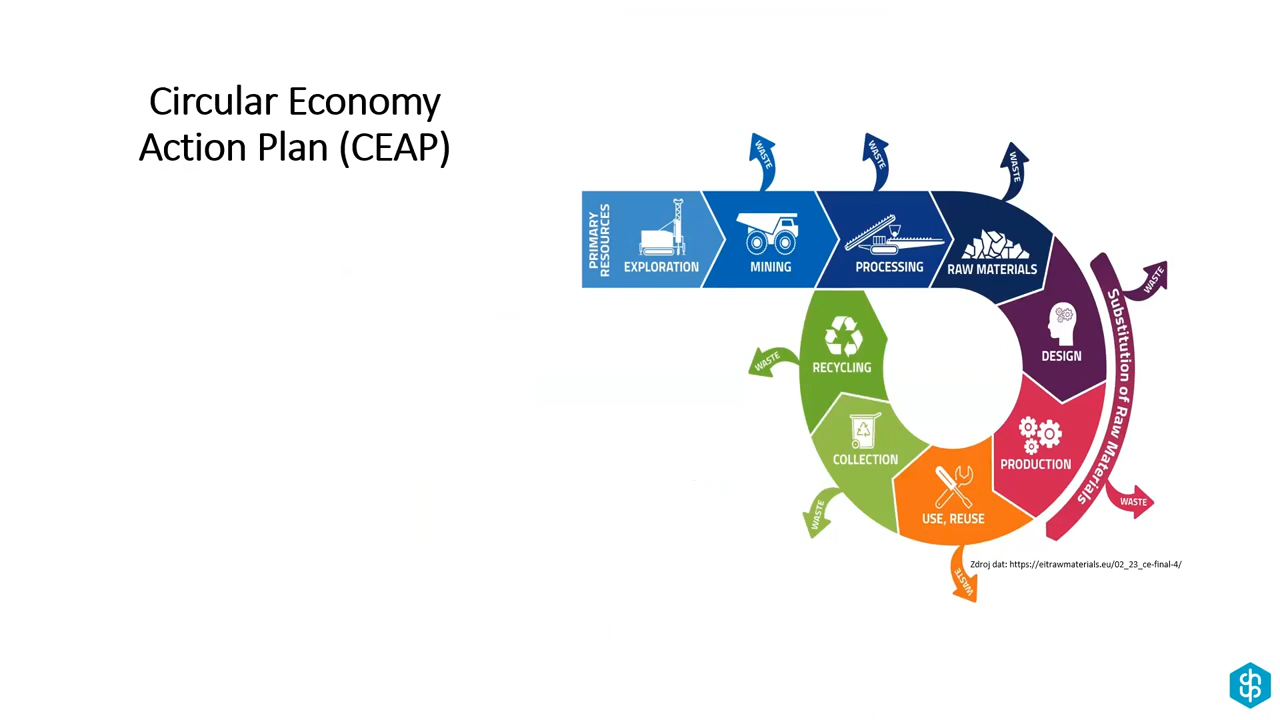 Circular Economy
Action Plan (CEAP)
WASTE
WASTE
WASTE
PRIMARY
RESOURCES
EXPLORATION
MINING
PROCESSING
RAW MATERIALS
WASTE
Substitution of Raw Materials
DESIGN
WASTE
RECYCLING
COLLECTION
PRODUCTION
WASTE
WASTE
USE, REUSE
Zdroj dat: https://eitrawmaterials.eu/02_23_ce-final-4/
WASTE